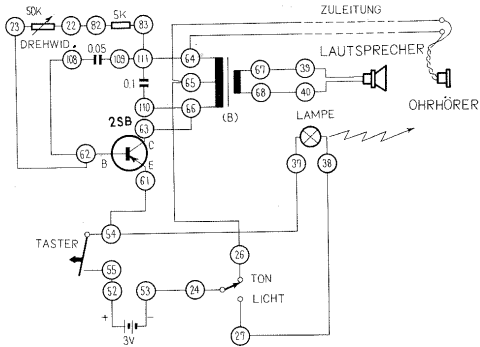 50K
23
22
82
5K
83
ZULEITUNG
DREHWID.
108
0.05
109
111
64
LAUTSPRECHER
67
39
0.1
65
68
40
OHRHÖRER
110
66
(B)
2SB
63
LAMPE
C
62
B
E
37
38
61
54
TASTER
26
55
TON
52
53
24
LICHT
+
−
3V
27